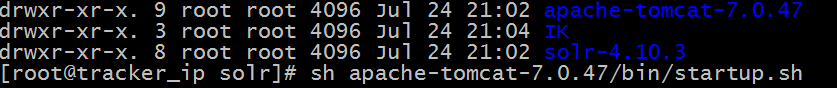 drwxr-xr-x. 9 root root 4096 Jul 24 21:02 apache-tomcat-7.0.47
drwxr-xr-x. 3 root root 4096 Jul 24 21:04 IK
drwxr-xr-x. 8 root root 4096 Jul 24 21:02 solr-4.10.3
[root@tracker_ip solr]# sh apache-tomcat-7.0.47/bin/startup.sh